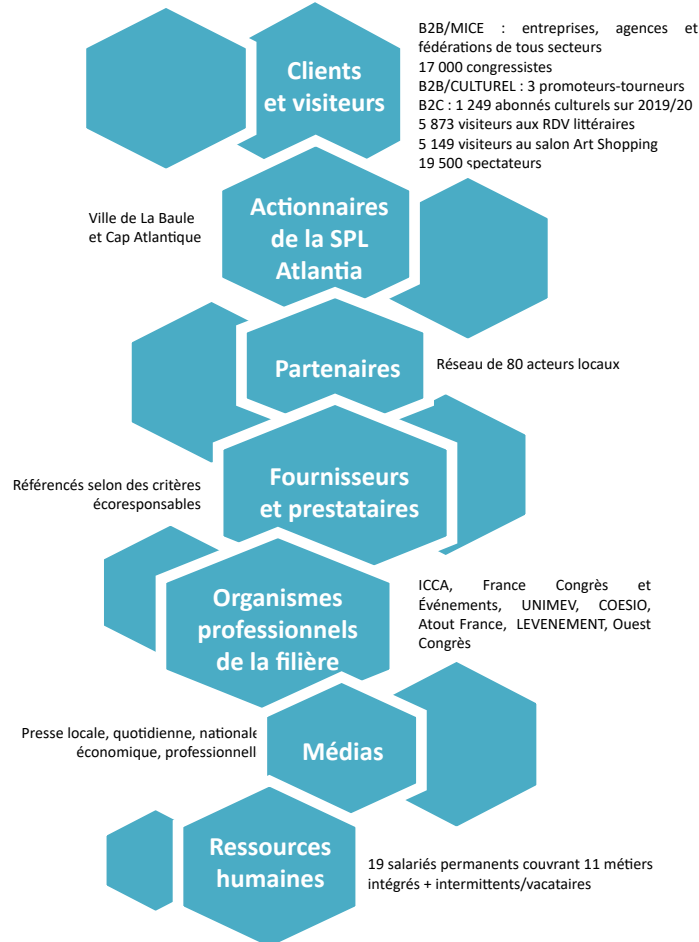 Clients
et visiteurs
B2B/MICE : entreprises, agences et
fédérations de tous secteurs
17 000 congressistes
B2B/CULTUREL : 3 promoteurs-tourneurs
B2C : 1 249 abonnés culturels sur 2019/20
5 873 visiteurs aux RDV littéraires
5 149 visiteurs au salon Art Shopping
19 500 spectateurs
Ville de La Baule
et Cap Atlantique
Actionnaires
de la SPL
Atlantia
Partenaires
Réseau de 80 acteurs locaux
Référencés selon des critères
écoresponsables
Fournisseurs
et prestataires
Organismes
professionnels
de la filière
ICCA, France Congrès et
Événements, UNIMEV, COESIO,
Atout France, LEVENEMENT, Ouest
Congrès
Presse locale, quotidienne, nationale
économique, professionnell
Médias
Ressources
humaines
19 salariés permanents couvrant 11 métiers
intégrés + intermittents/vacataires